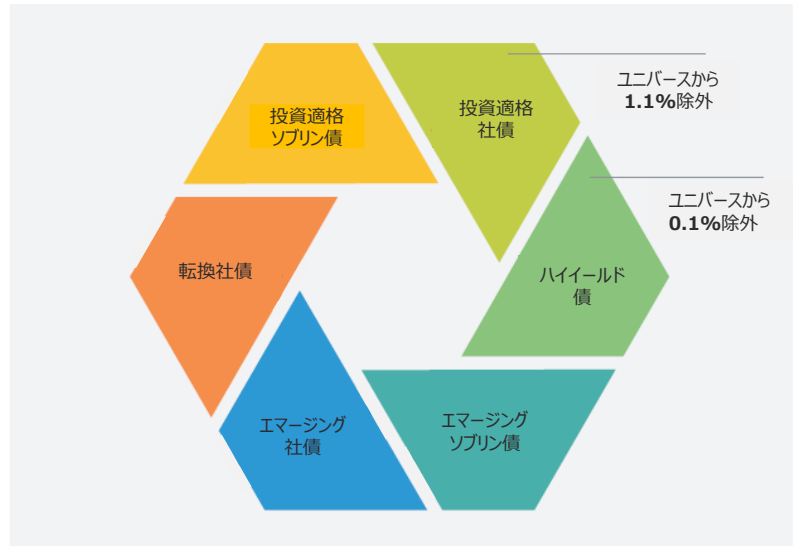 投資適格
ソブリン債
投資適格
社債
ユニバースから
1.1%除外
ユニバースから
0.1%除外
転換社債
ハイイールド
債
エマージング
社債
エマージング
ソブリン債